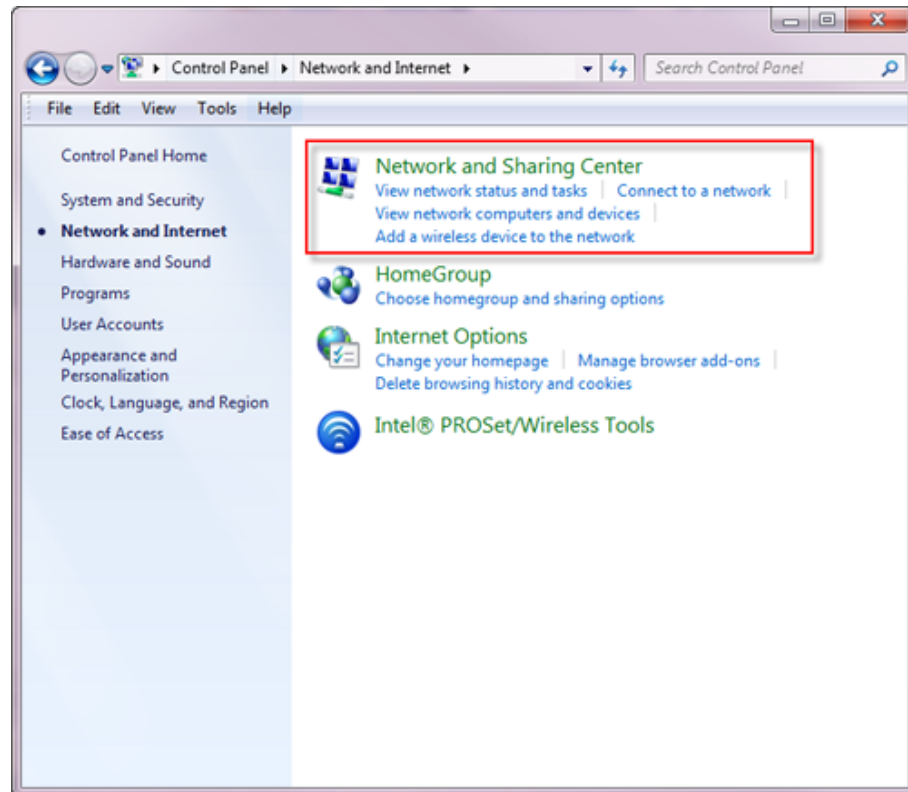 Control Panel Network and Internet Search Control Panel
File Edit View Tools Help
Control Panel Home
System and Security
Network and Internet
Hardware and Sound
Programs
User Accounts
Appearance and
Personalization
Clock, Language, and Region
Ease of Access
Network and Sharing Center
View network status and tasks Connect to a network
View network computers and devices
Add a wireless device to the network
HomeGroup
Choose homegroup and sharing options
Internet Options
Change your homepage Manage browser add-ons
Delete browsing history and cookies
Intel® PROSet/Wireless Tools